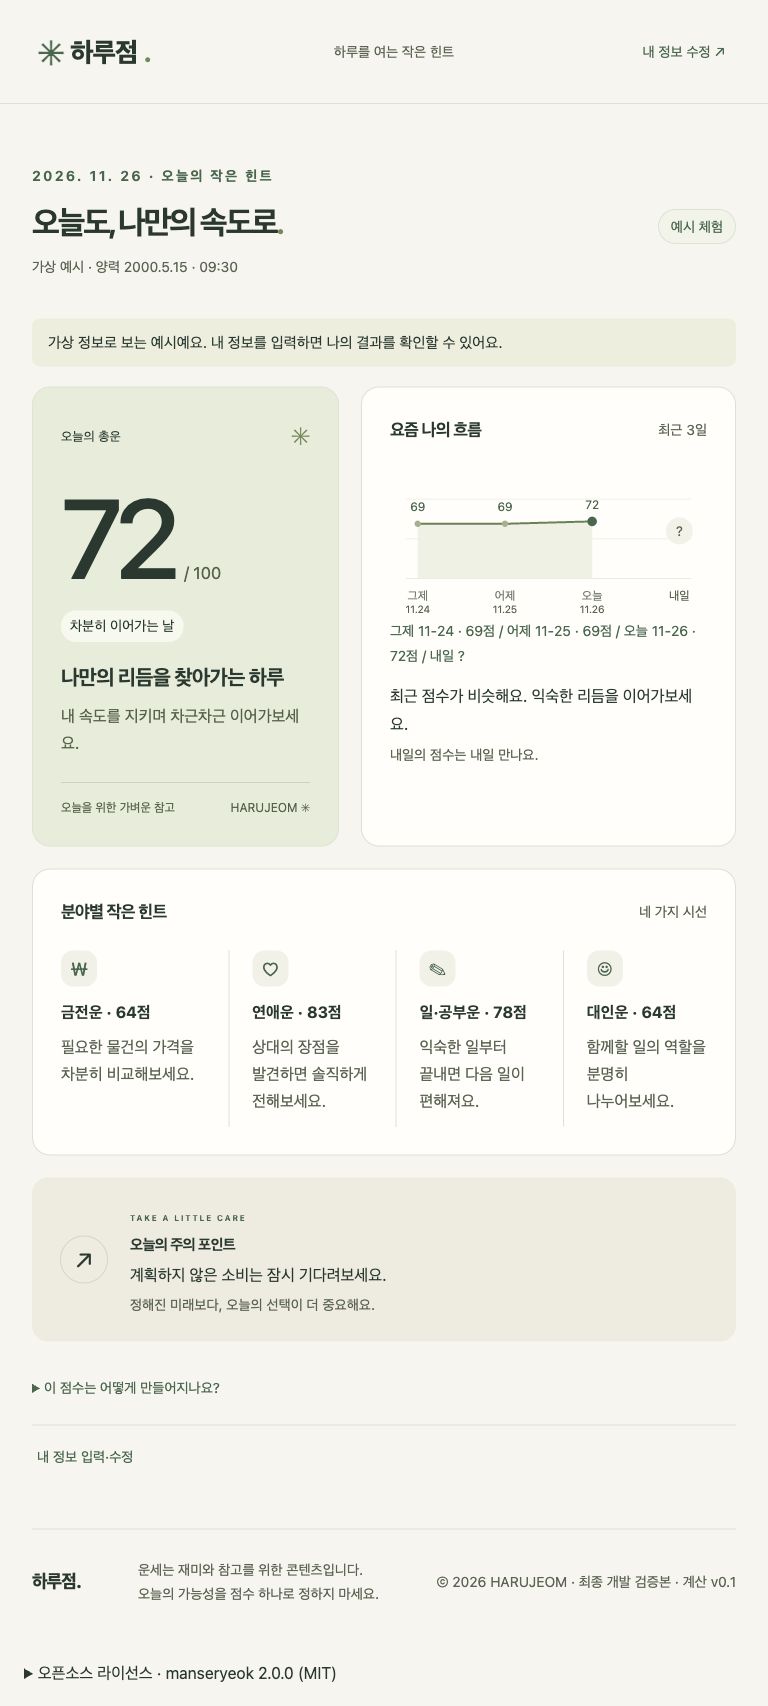 ✳ 하루점 .
하루를 여는 작은 힌트
내 정보 수정 ↗
2026. 11. 26 · 오늘의 작은 힌트
오늘도, 나만의 속도로.
예시 체험
가상 예시 · 양력 2000.5.15 · 09:30
가상 정보로 보는 예시예요. 내 정보를 입력하면 나의 결과를 확인할 수 있어요.
오늘의 총운
72 / 100
차분히 이어가는 날
나만의 리듬을 찾아가는 하루
내 속도를 지키며 차근차근 이어가보세
요.
오늘을 위한 가벼운 참고
HARUJEOM ✳
요즘 나의 흐름
최근 3일
69
69
72
?
그제
11.24
어제
11.25
오늘
11.26
내일
그제 11-24 · 69점 / 어제 11-25 · 69점 / 오늘 11-26 ·
72점 / 내일 ?
최근 점수가 비슷해요. 익숙한 리듬을 이어가보세
요.
내일의 점수는 내일 만나요.
분야별 작은 힌트
네 가지 시선
₩
금전운 · 64점
필요한 물건의 가격을
차분히 비교해보세요.
연애운 · 83점
상대의 장점을
발견하면 솔직하게
전해보세요.
일·공부운 · 78점
익숙한 일부터
끝내면 다음 일이
편해져요.
대인운 · 64점
함께할 일의 역할을
분명히
나누어보세요.
TAKE A LITTLE CARE
오늘의 주의 포인트
계획하지 않은 소비는 잠시 기다려보세요.
정해진 미래보다, 오늘의 선택이 더 중요해요.
▶ 이 점수는 어떻게 만들어지나요?
내 정보 입력·수정
하루점.
운세는 재미와 참고를 위한 콘텐츠입니다.
오늘의 가능성을 점수 하나로 정하지 마세요.
© 2026 HARUJEOM · 최종 개발 검증본 · 계산 v0.1
▶ 오픈소스 라이선스 · manseryeok 2.0.0 (MIT)